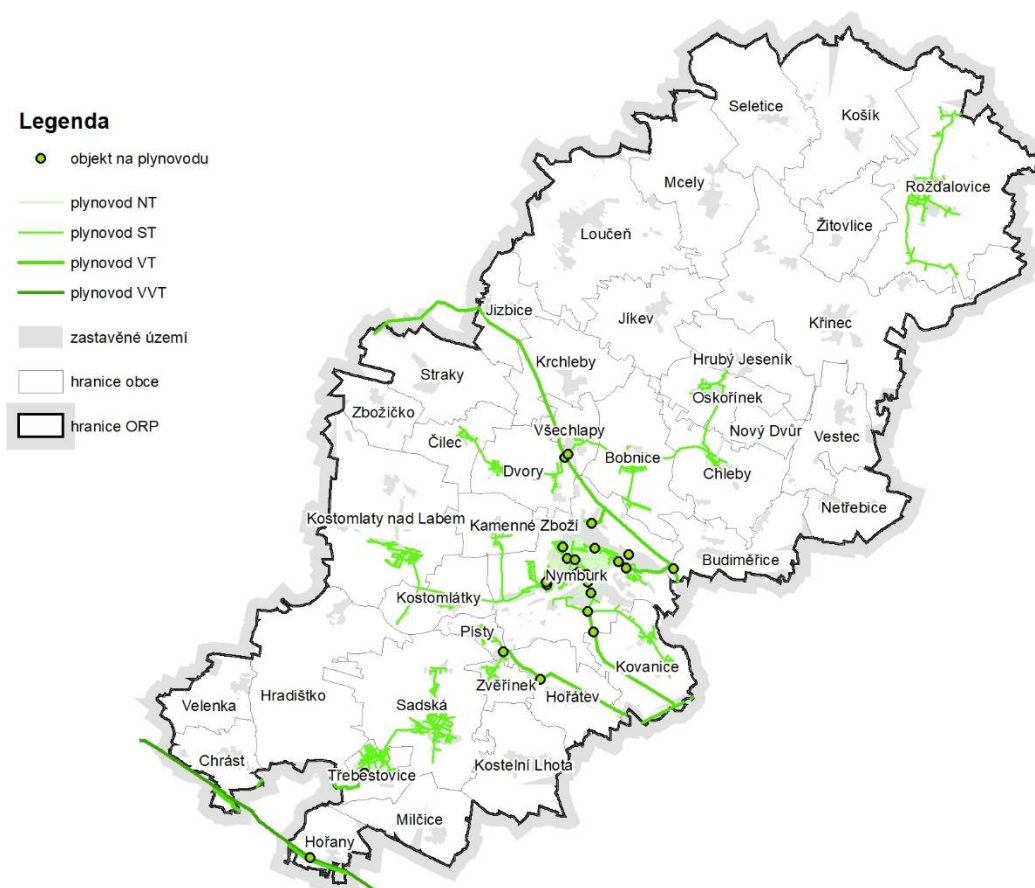 Legenda
objekt na plynovodu
plynovod NT
plynovod ST
plynovod VT
plynovod VVT
zastavěné území
hranice obce
hranice ORP
Seletice
Košík
Mcely
Rožďalovice
Žitovlice
Loučeň
Jizbice
Jíkev
Křinec
Krchleby
Hrubý Jeseník
Straky
Oskořínek
Zbožíčko
Čilec
Všechlapy
Nový Dvůr
Vestec
Dvory
Bobnice
Chleby
Netřebice
Kostomlaty nad Labem
Kamenné Zboží
Budiměřice
Nymburk
Kostomlátky
Písty
Kovanice
Zvěřínek
Hořátev
Velenka
Hradištko
Sadská
Chrást
Třebestovice
Kostelní Lhota
Milčice
Hořany